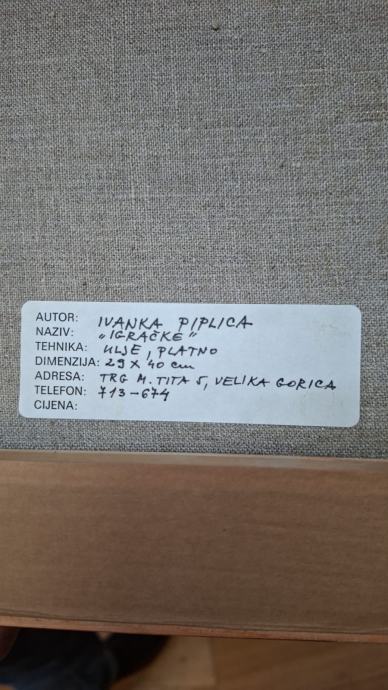 AUTOR: IVANKA PIPLICA
NAZIV: „IGRAČKE"
TEHNIKA: ULJE, PLATNO
DIMENZIJA: 29 X 40 cm
ADRESA: TRG M. TITA 5, VELIKA GORICA
TELEFON: 713-674
CIJENA: